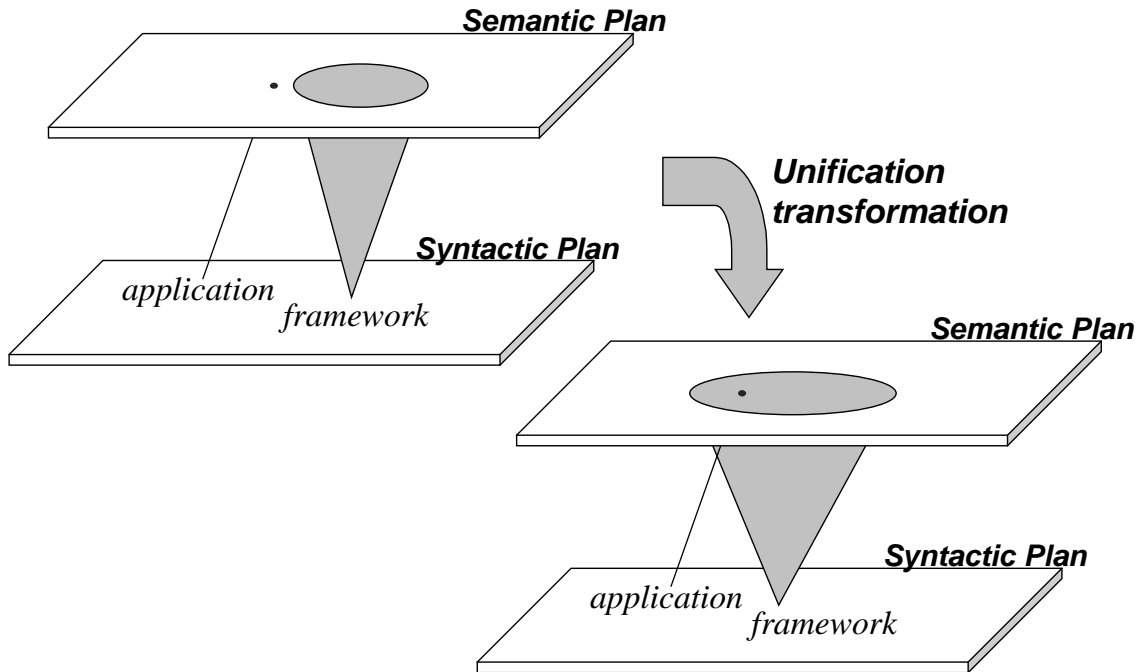 Semantic Plan
Unification
transformation
Syntactic Plan
application
framework
Semantic Plan
Syntactic Plan
application
framework